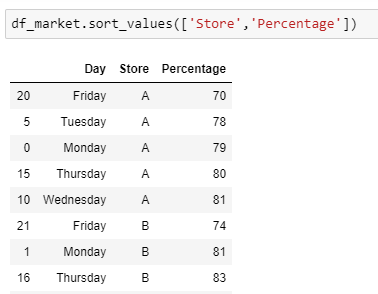 df_market.sort_values(['Store','Percentage'])
Day Store Percentage
20 Friday A 70
5 Tuesday A 78
0 Monday A 79
15 Thursday A 80
10 Wednesday A 81
21 Friday B 74
1 Monday B 81
16 Thursday B 83